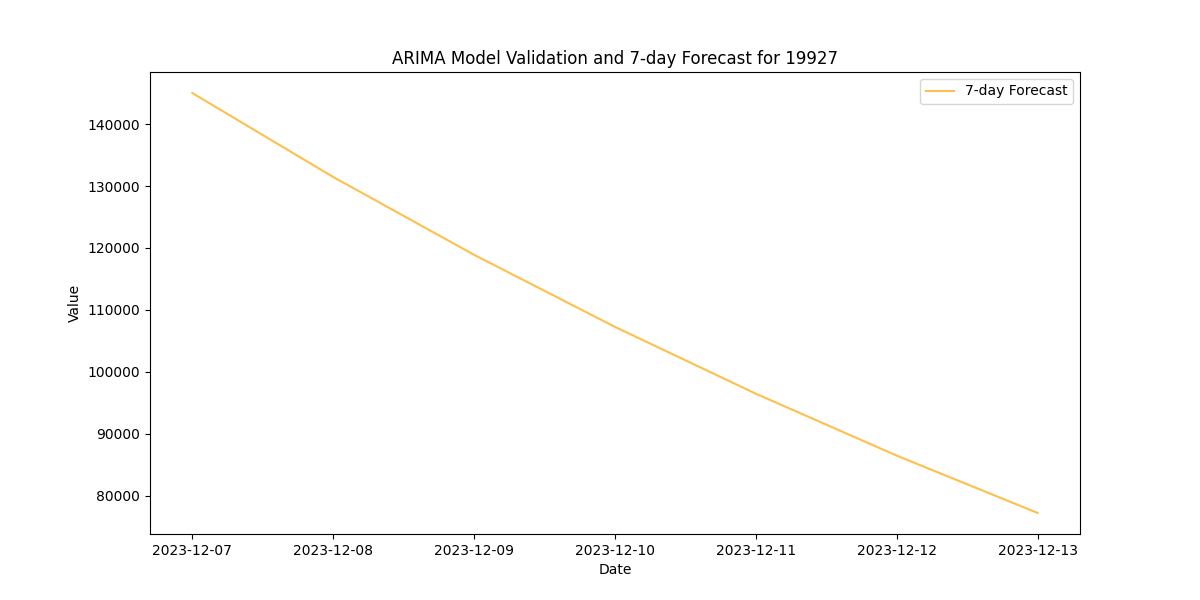 ARIMA Model Validation and 7-day Forecast for 19927
7-day Forecast
140000
130000
120000
110000
100000
90000
80000
Value
2023-12-07 2023-12-08 2023-12-09 2023-12-10 2023-12-11 2023-12-12 2023-12-13
Date